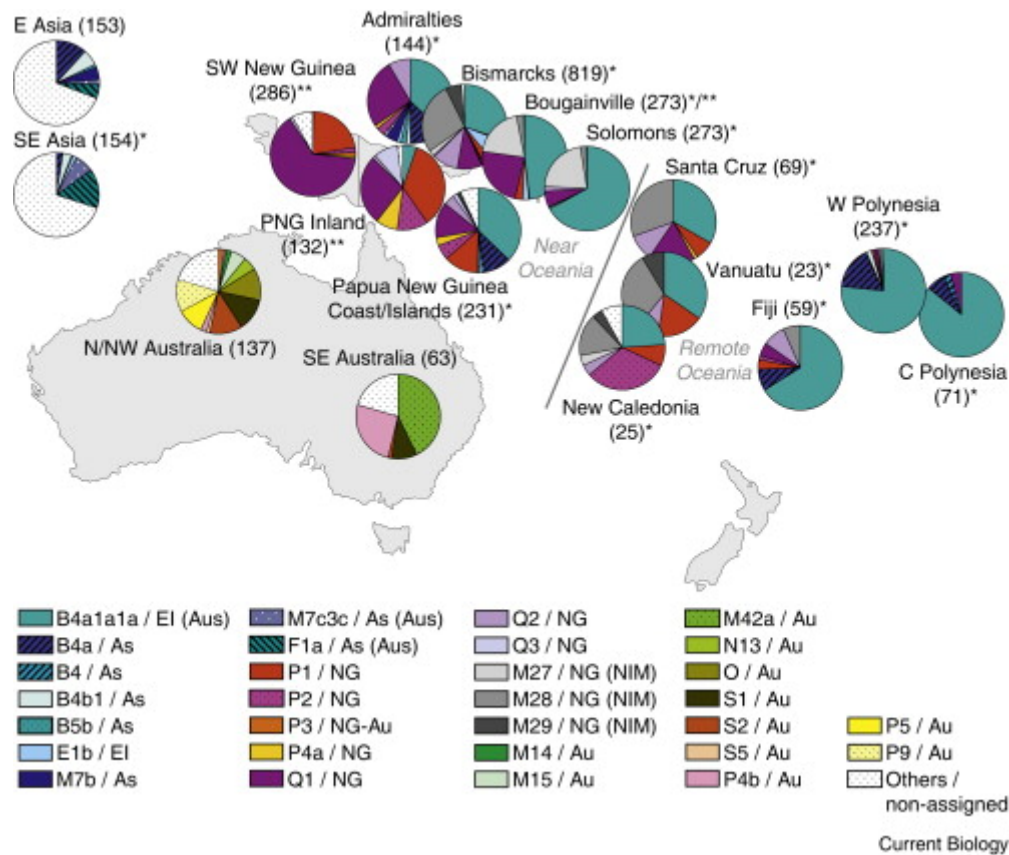 E Asia (153)
SE Asia (154)*
Admiralties
(144)*
SW New Guinea
(286)**
Bismarcks (819)*
Bougainville (273)*/**
Solomons (273)*
Santa Cruz (69)*
W Polynesia
(237)*
PNG Inland
(132)**
Near
Oceania
Papua New Guinea
Coast/Islands (231)*
Vanuatu (23)*
Fiji (59)*
N/NW Australia (137)
SE Australia (63)
Remote
Oceania
C Polynesia
(71)*
New Caledonia
(25)*
B4a1a1a / EI (Aus)
B4a / As
B4 / As
B4b1 / As
B5b / As
E1b / EI
M7b / As
M7c3c / As (Aus)
F1a / As (Aus)
P1 / NG
P2 / NG
P3 / NG-Au
P4a / NG
Q1 / NG
Q2 / NG
Q3 / NG
M27 / NG (NIM)
M28 / NG (NIM)
M29 / NG (NIM)
M14 / Au
M15 / Au
M42a / Au
N13 / Au
O / Au
S1 / Au
S2 / Au
S5 / Au
P4b / Au
P5 / Au
P9 / Au
Others /
non-assigned
Current Biology